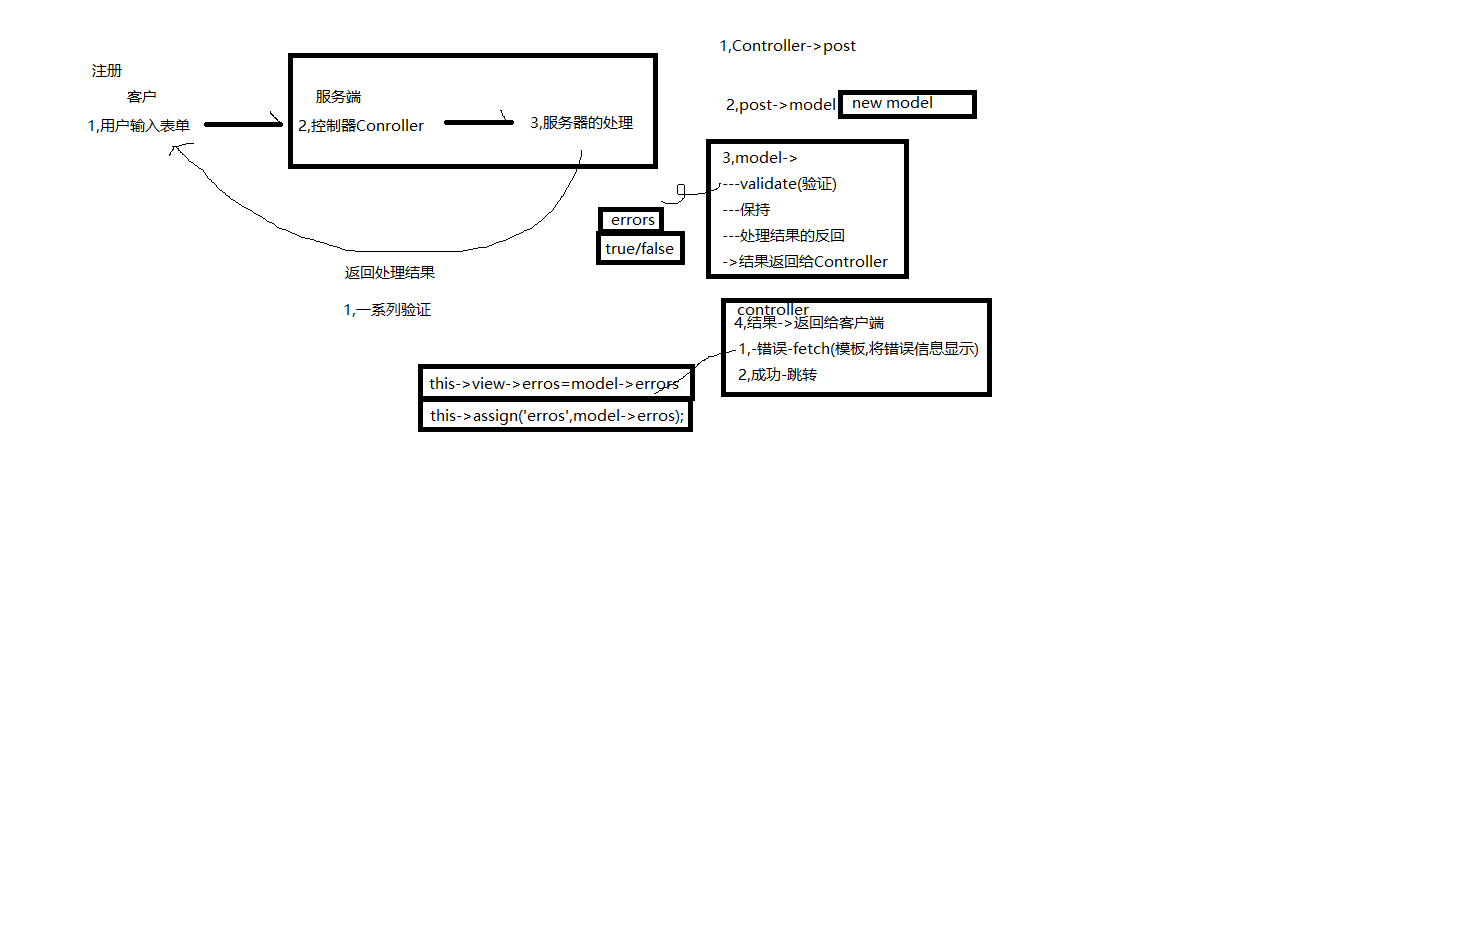 注册
客户
1,用户输入表单
服务端
2,控制器Conroller
3,服务器的处理
返回处理结果
1,一系列验证
1,Controller->post
2,post->model
new model
3,model->
---validate(验证)
---保持
---处理结果的反回
->结果返回给Controller
errors
true/false
controller
4,结果->返回给客户端
1,-错误-fetch(模板,将错误信息显示)
2,成功-跳转
this->view->erros=model->errors
this->assign('erros',model->erros);